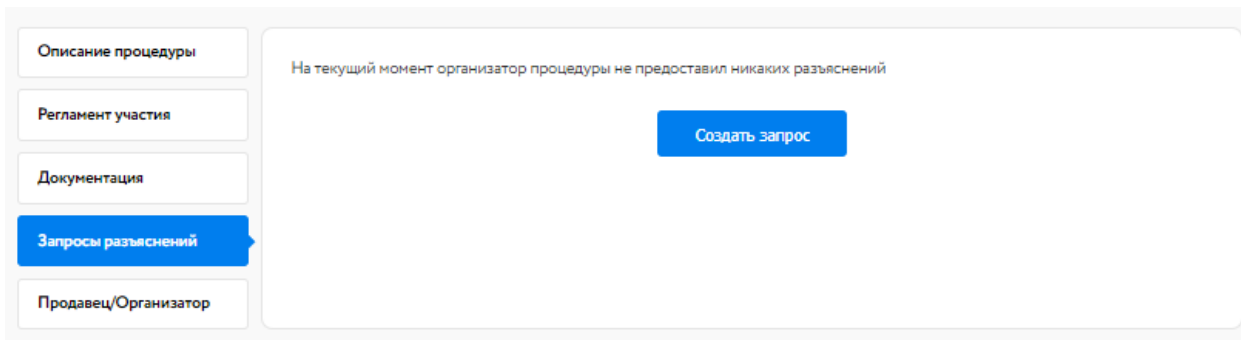 Описание процедуры
Регламент участия
Документация
Запросы разъяснений
Продавец/Организатор
На текущий момент организатор процедуры не предоставил никаких разъяснений
Создать запрос